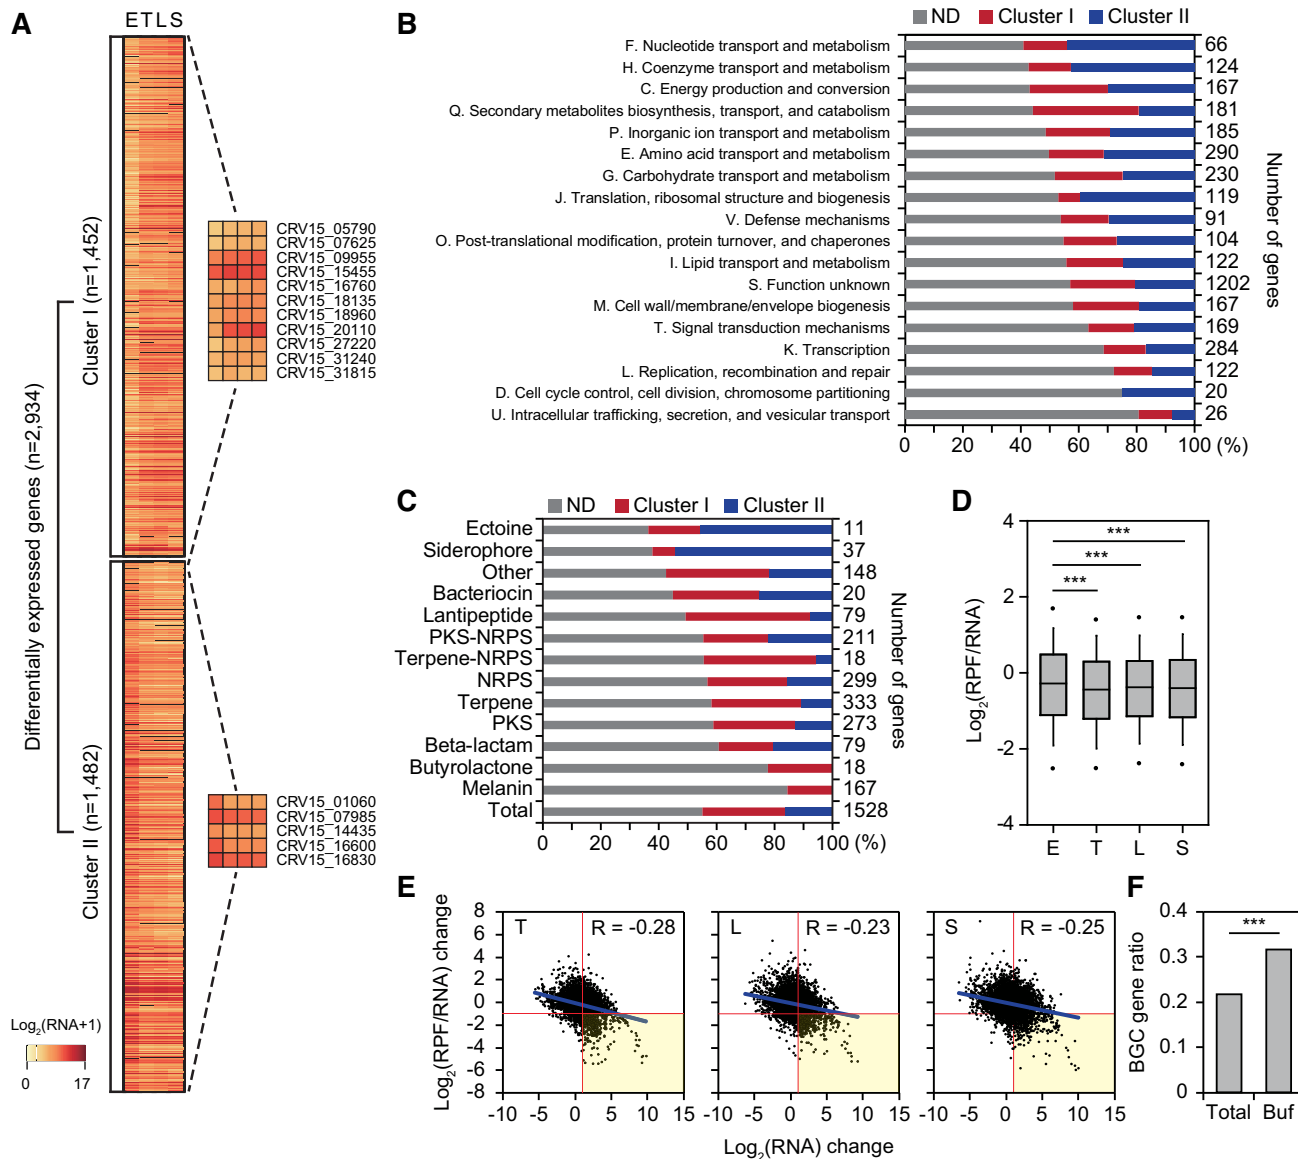 A
E T L S
Differentially expressed genes (n=2,934)
Cluster I (n=1,452)
Cluster II (n=1,482)
CRV15_05790
CRV15_07625
CRV15_09955
CRV15_15455
CRV15_16760
CRV15_18135
CRV15_18960
CRV15_20110
CRV15_27220
CRV15_31240
CRV15_31815
CRV15_01060
CRV15_07985
CRV15_14435
CRV15_16600
CRV15_16830
Log2(RNA+1)
0 17
B
ND Cluster I Cluster II
F. Nucleotide transport and metabolism 66
H. Coenzyme transport and metabolism 124
C. Energy production and conversion 167
Q. Secondary metabolites biosynthesis, transport, and catabolism 181
P. Inorganic ion transport and metabolism 185
E. Amino acid transport and metabolism 290
G. Carbohydrate transport and metabolism 230
J. Translation, ribosomal structure and biogenesis 119
V. Defense mechanisms 91
O. Post-translational modification, protein turnover, and chaperones 104
I. Lipid transport and metabolism 122
S. Function unknown 1202
M. Cell wall/membrane/envelope biogenesis 167
T. Signal transduction mechanisms 169
K. Transcription 284
L. Replication, recombination and repair 122
D. Cell cycle control, cell division, chromosome partitioning 20
U. Intracellular trafficking, secretion, and vesicular transport 26
0 20 40 60 80 100 (%)
Number of genes
C
ND Cluster I Cluster II
Ectoine 11
Siderophore 37
Other 148
Bacteriocin 20
Lantipeptide 79
PKS-NRPS 211
Terpene-NRPS 18
NRPS 299
Terpene 333
PKS 273
Beta-lactam 79
Butyrolactone 18
Melanin 167
Total 1528
0 20 40 60 80 100 (%)
Number of genes
D
Log2(RPF/RNA)
4
2
0
-2
-4
***
***
***
E T L S
E
Log2(RPF/RNA) change
8
6
4
2
0
-2
-4
-6
-8
T R = -0.28
L R = -0.23
S R = -0.25
-10 -5 0 5 10 15
-10 -5 0 5 10 15
-10 -5 0 5 10 15
Log2(RNA) change
F
BGC gene ratio
0.4
0.3
0.2
0.1
0
***
Total Buf